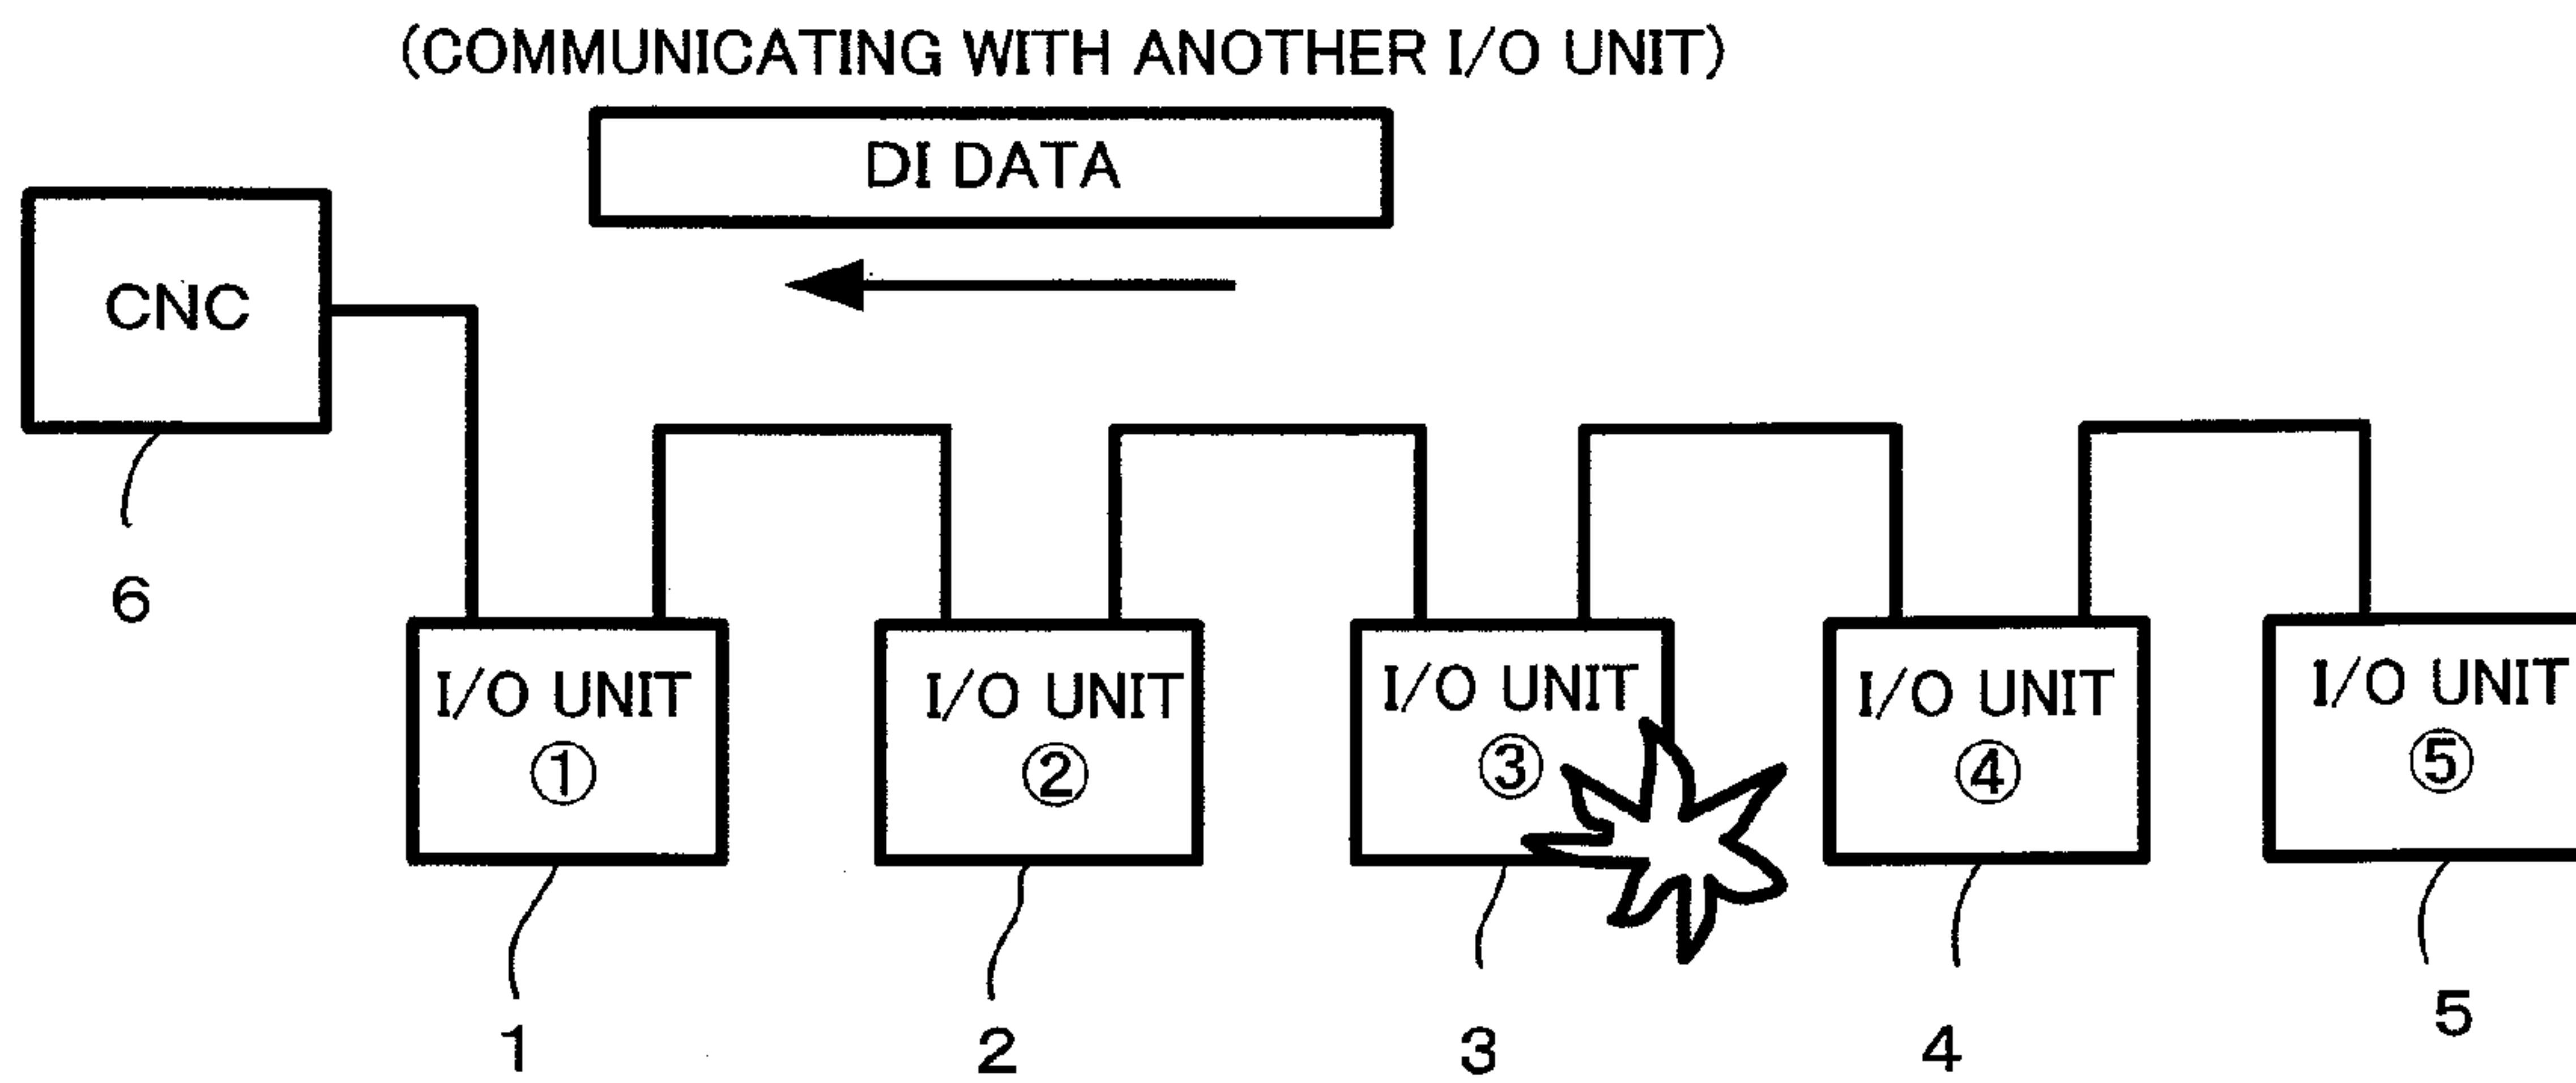 (COMMUNICATING WITH ANOTHER I/O UNIT)
DI DATA
CNC
6
I/O UNIT
①
I/O UNIT
②
I/O UNIT
③
I/O UNIT
④
I/O UNIT
⑤
1
2
3
4
5